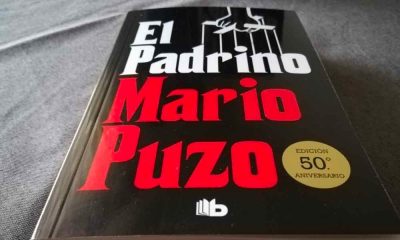 El
Padrino
Mario
Puzo
EDICIÓN
50.º
ANIVERSARIO
b